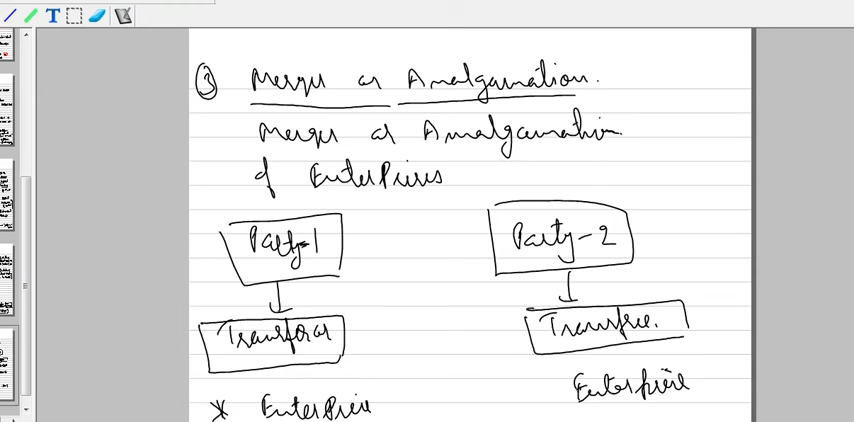 ③ Merger or Amalgamation.
Merger or Amalgamation
of EnterPrises
Party-1
Party-2
Transferor
Transferee.
Enterprise
* EnterPrise